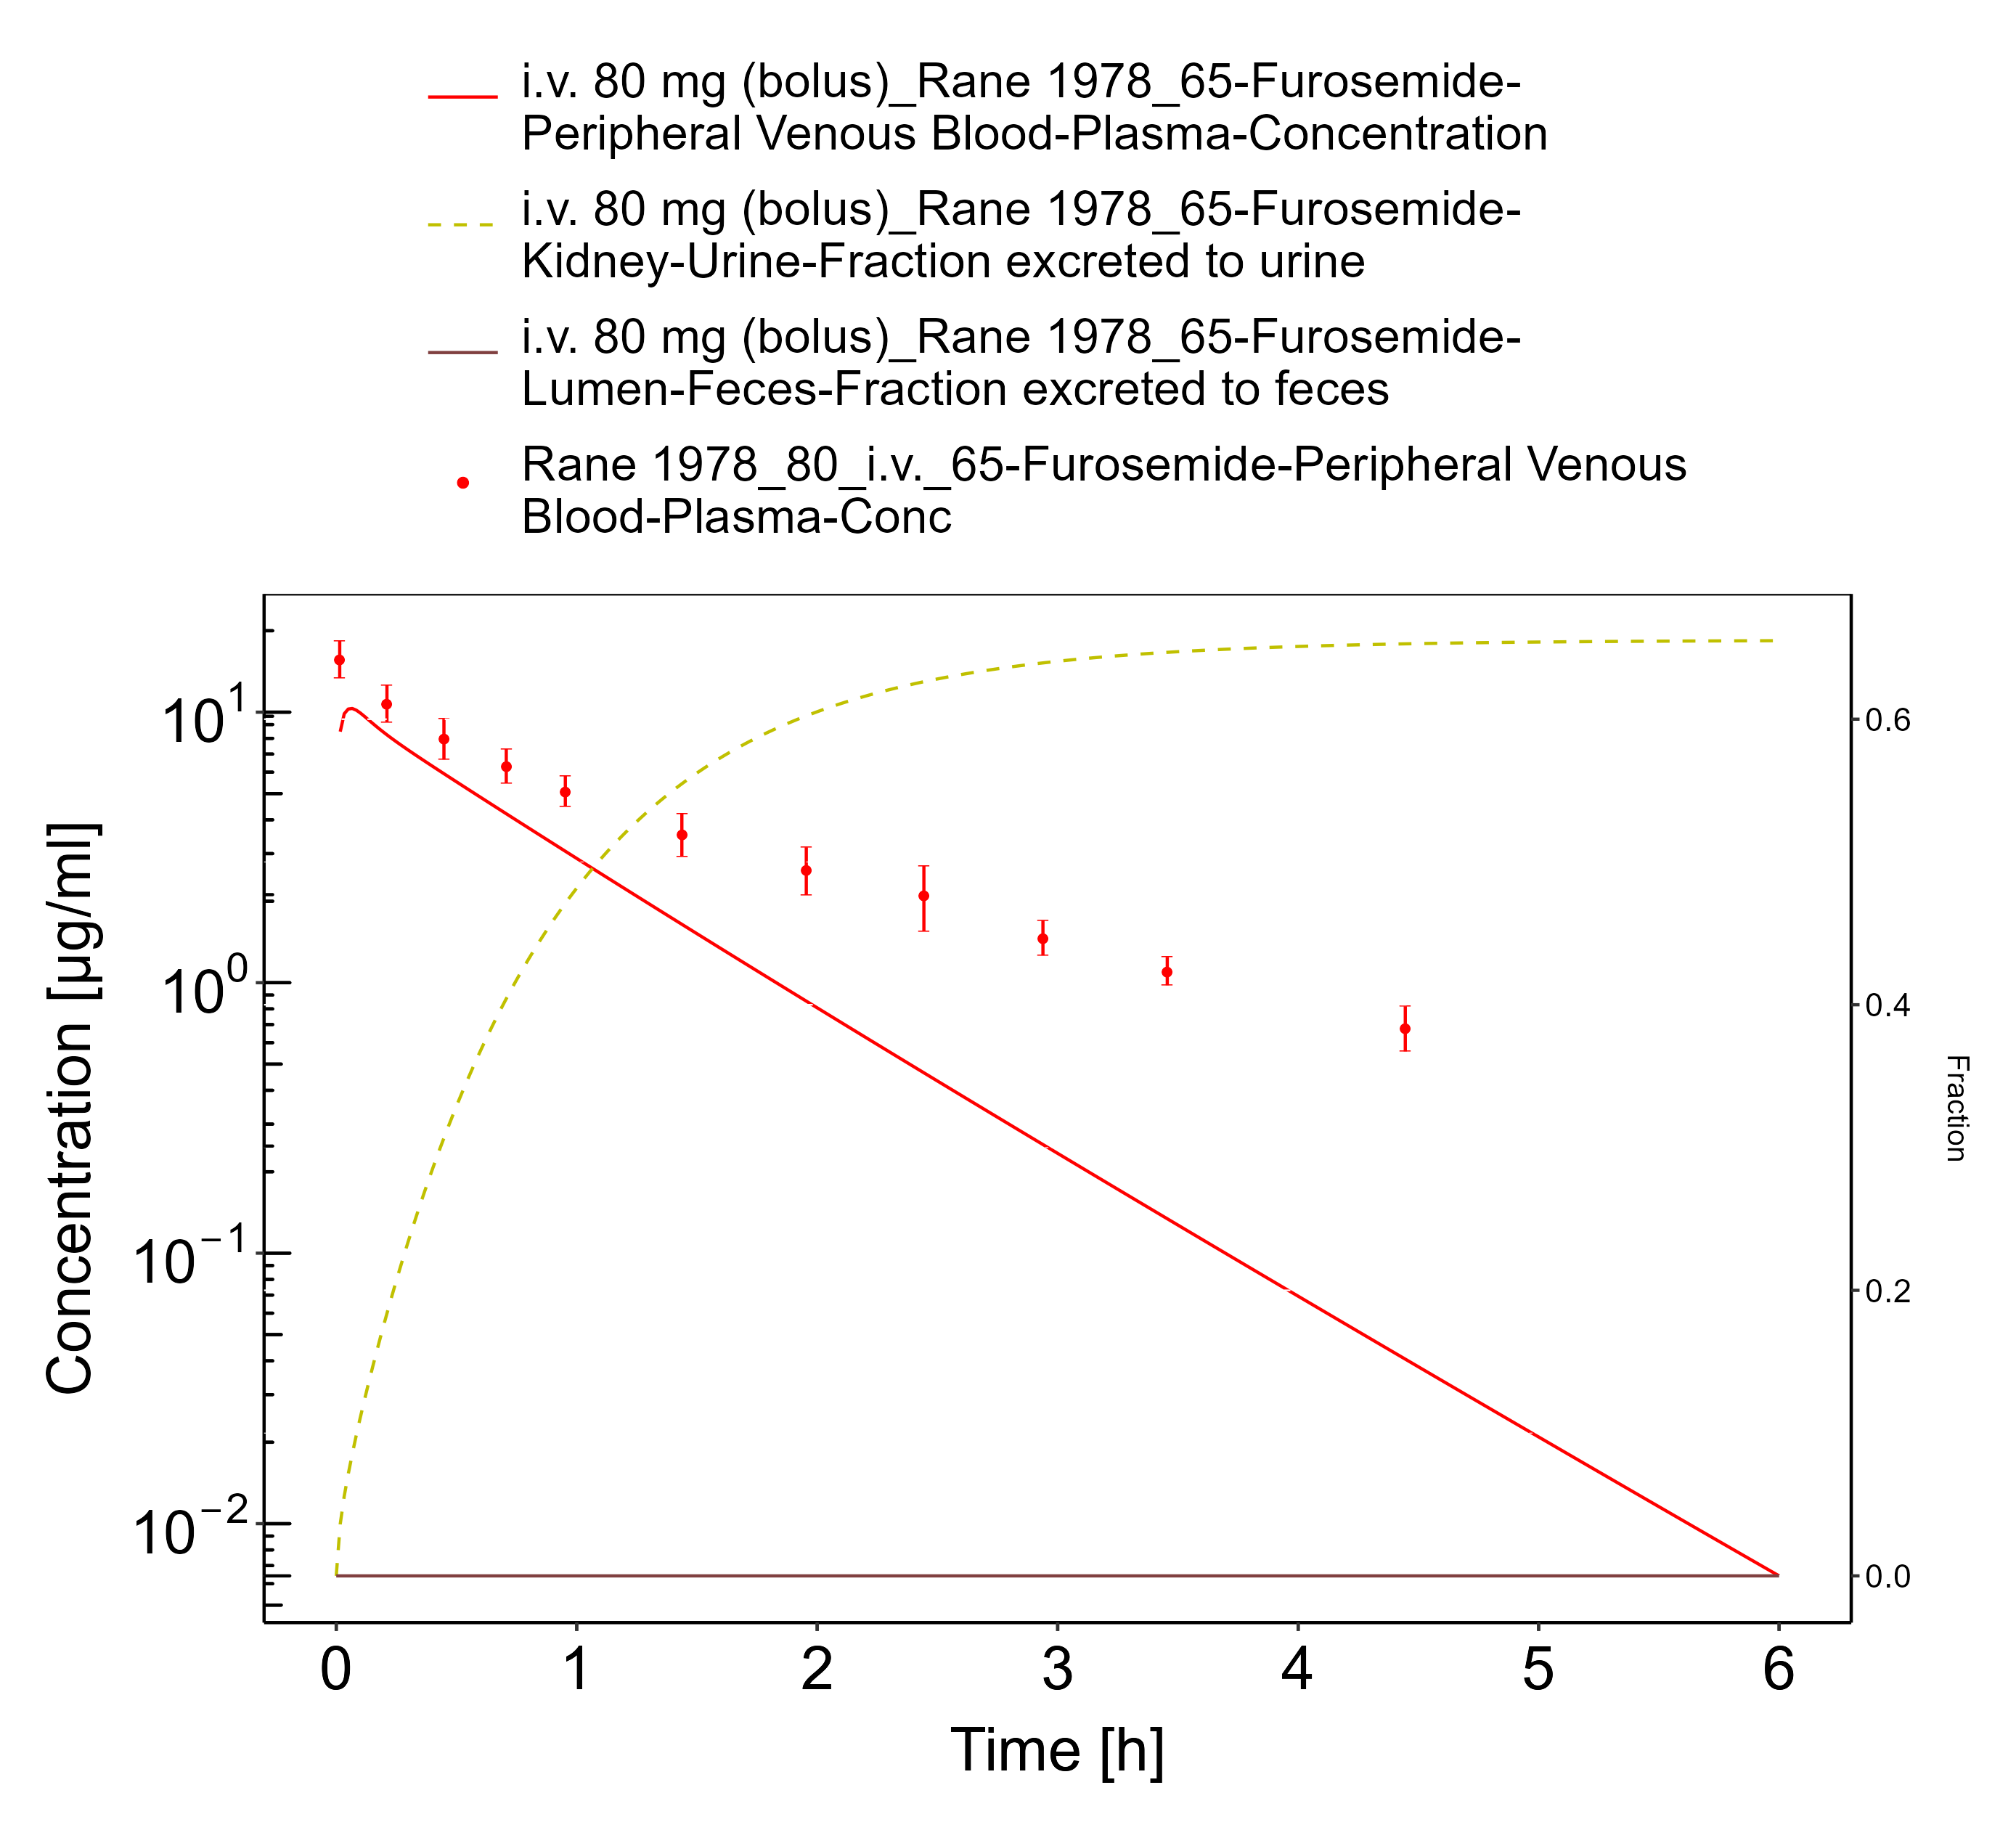 i.v. 80 mg (bolus)_Rane 1978_65-Furosemide-
Peripheral Venous Blood-Plasma-Concentration
i.v. 80 mg (bolus)_Rane 1978_65-Furosemide-
Kidney-Urine-Fraction excreted to urine
i.v. 80 mg (bolus)_Rane 1978_65-Furosemide-
Lumen-Feces-Fraction excreted to feces
Rane 1978_80_i.v._65-Furosemide-Peripheral Venous
Blood-Plasma-Conc
Concentration [µg/ml]
10¹
10⁰
10⁻¹
10⁻²
0.6
0.4
0.2
0.0
Fraction
0 1 2 3 4 5 6
Time [h]